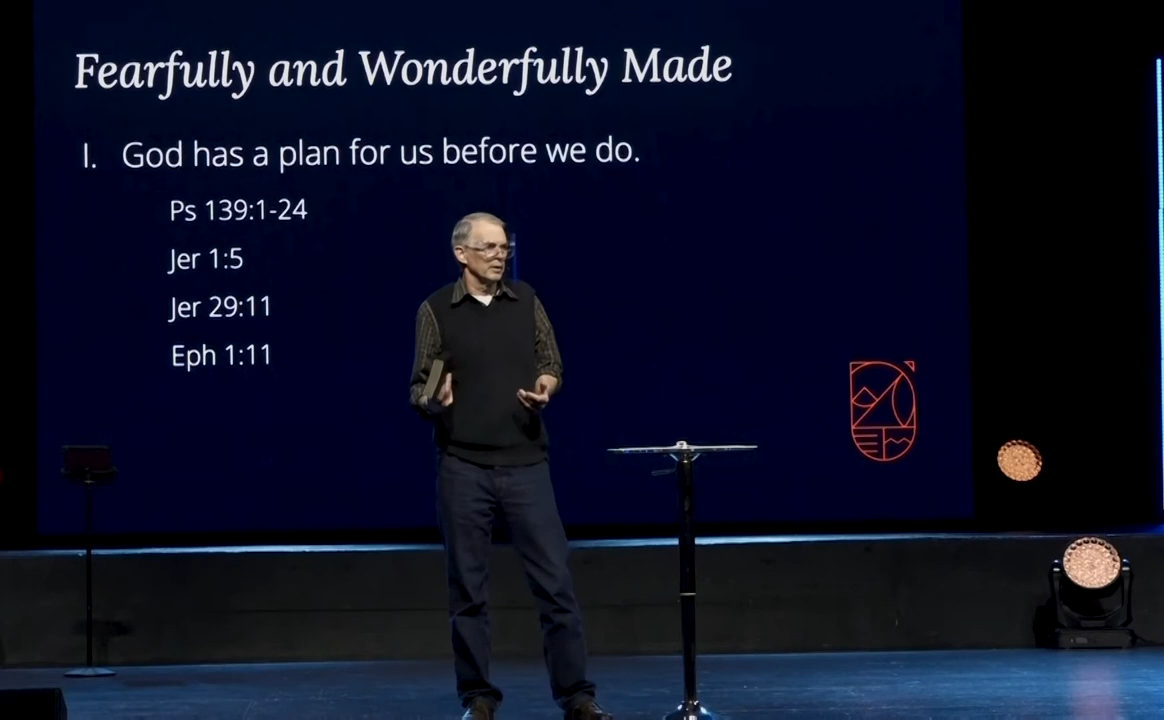 Fearfully and Wonderfully Made
I. God has a plan for us before we do.
Ps 139:1-24
Jer 1:5
Jer 29:11
Eph 1:11